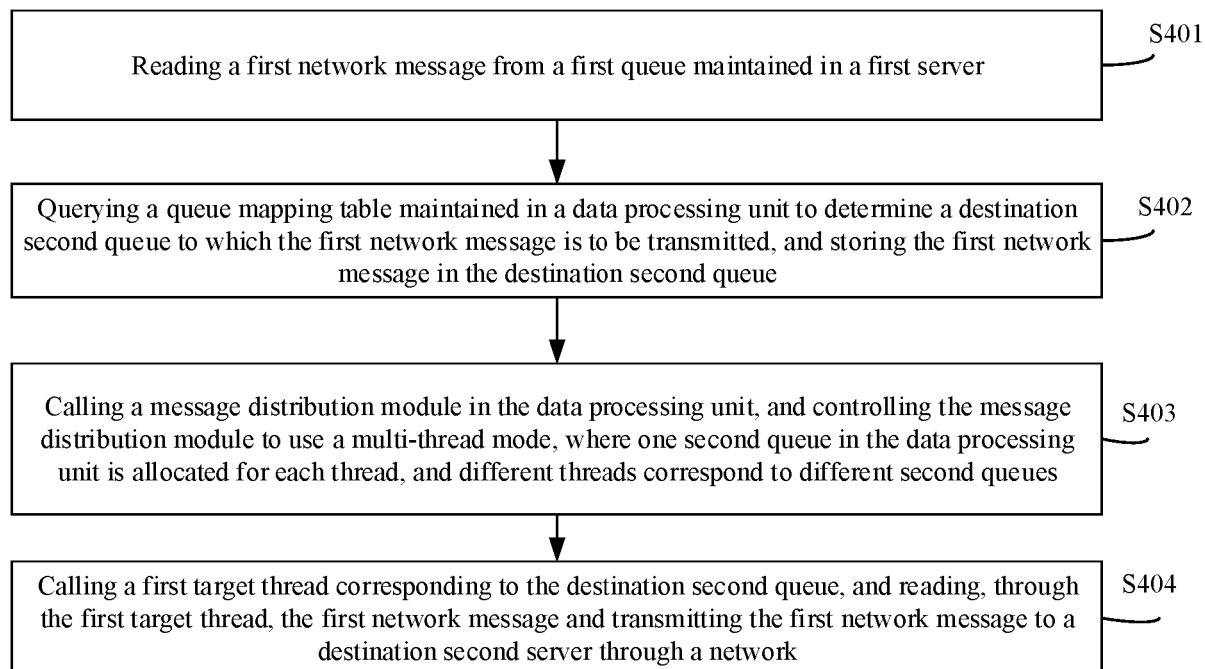 Reading a first network message from a first queue maintained in a first server
S401
Querying a queue mapping table maintained in a data processing unit to determine a destination
second queue to which the first network message is to be transmitted, and storing the first network
message in the destination second queue
S402
Calling a message distribution module in the data processing unit, and controlling the message
distribution module to use a multi-thread mode, where one second queue in the data processing
unit is allocated for each thread, and different threads correspond to different second queues
S403
Calling a first target thread corresponding to the destination second queue, and reading, through
the first target thread, the first network message and transmitting the first network message to a
destination second server through a network
S404